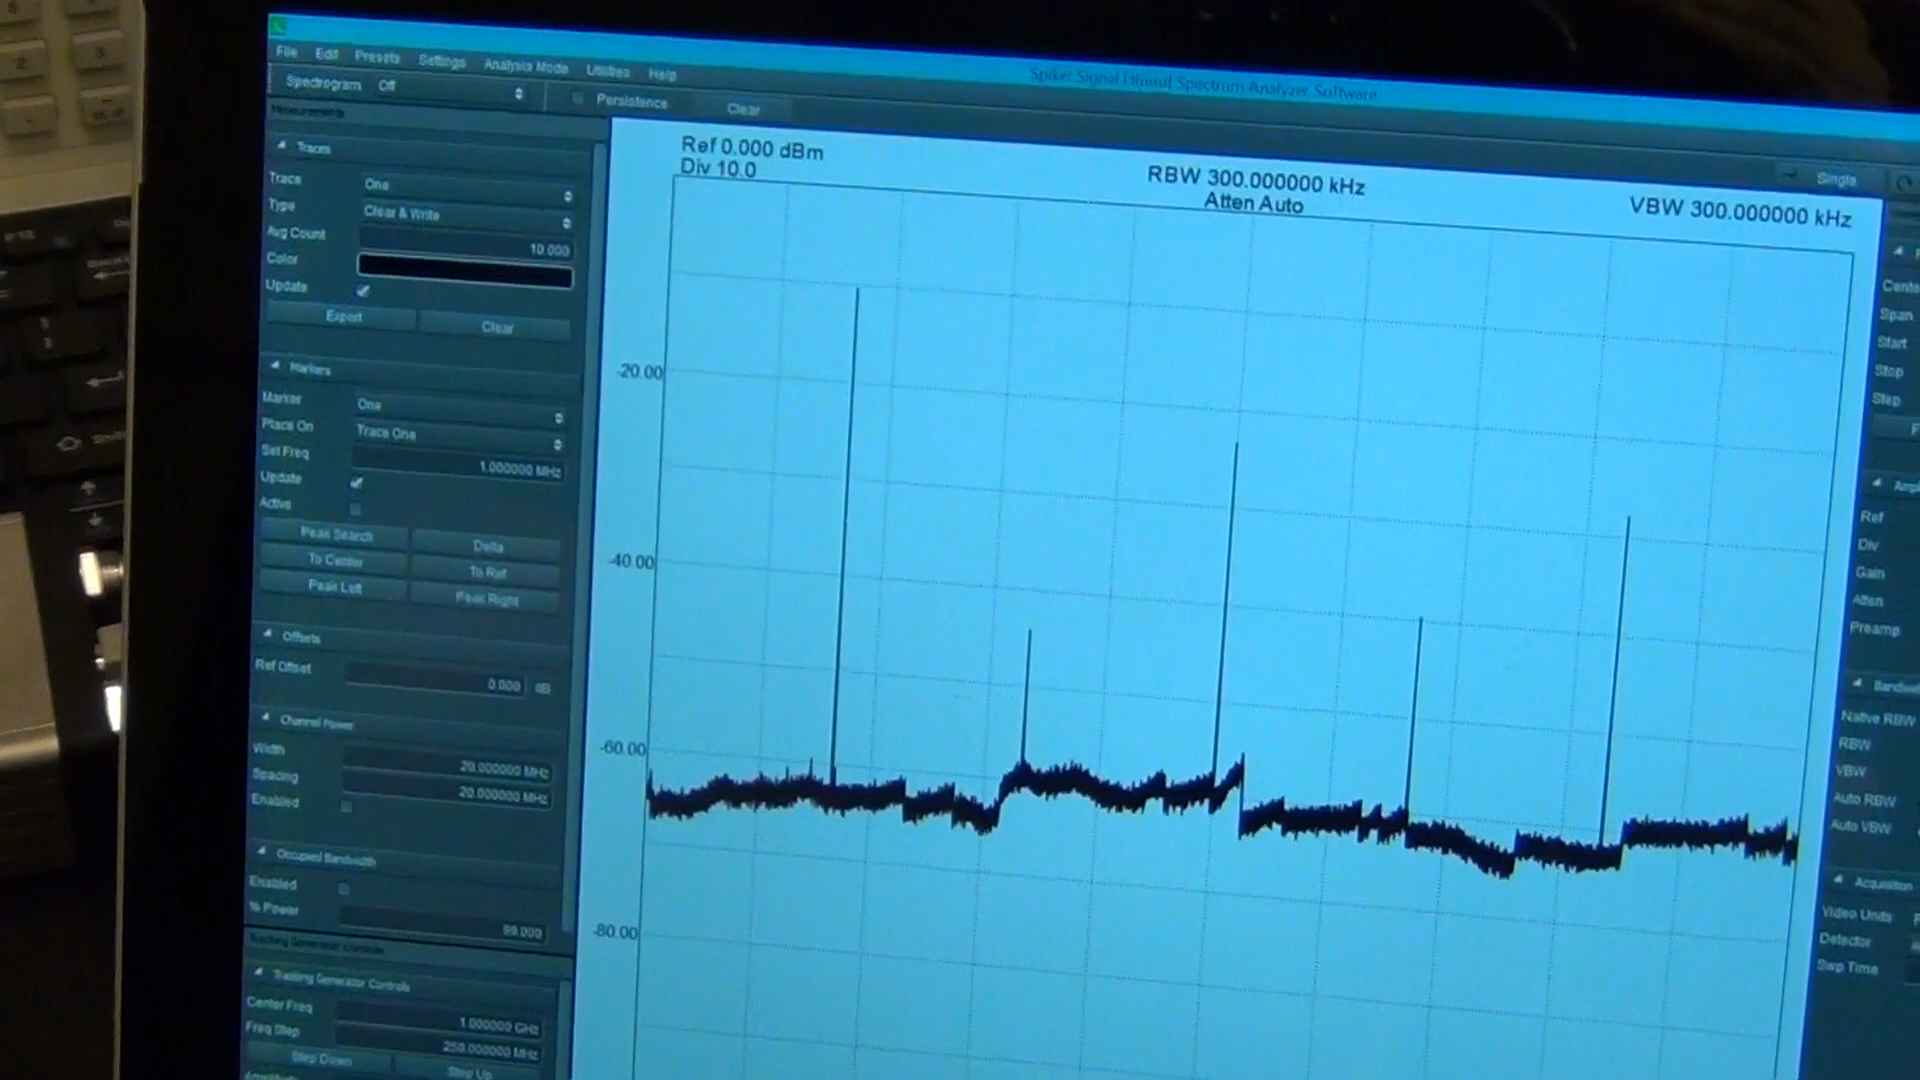 Spike: Signal Hound Spectrum Analyzer Software
File Edit Presets Settings Analysis Mode Utilities Help
Spectrogram Off Persistence Clear
Measurements
Single
Traces
Trace One
Type Clear & Write
Avg Count 10.000
Color
Update
Export Clear
Markers
Marker One
Place On Trace One
Set Freq 1.000000 MHz
Update
Active
Peak Search Delta
To Center To Ref
Peak Left Peak Right
Offsets
Ref Offset 0.000 dB
Channel Power
Width 20.000000 MHz
Spacing 20.000000 MHz
Enabled
Occupied Bandwidth
Enabled
% Power 99.000
Tracking Generator Controls
Tracking Generator Controls
Center Freq 1.000000 GHz
Freq Step 250.000000 MHz
Step Down Step Up
Ref 0.000 dBm
Div 10.0
RBW 300.000000 kHz
Atten Auto
VBW 300.000000 kHz
-20.00
-40.00
-60.00
-80.00
Cente
Span
Start
Stop
Step
Ampl
Ref
Div
Gain
Atten
Preamp
Bandwi
Native RBW
RBW
VBW
Auto RBW
Auto VBW
Acquisition
Video Units
Detector
Swp Time